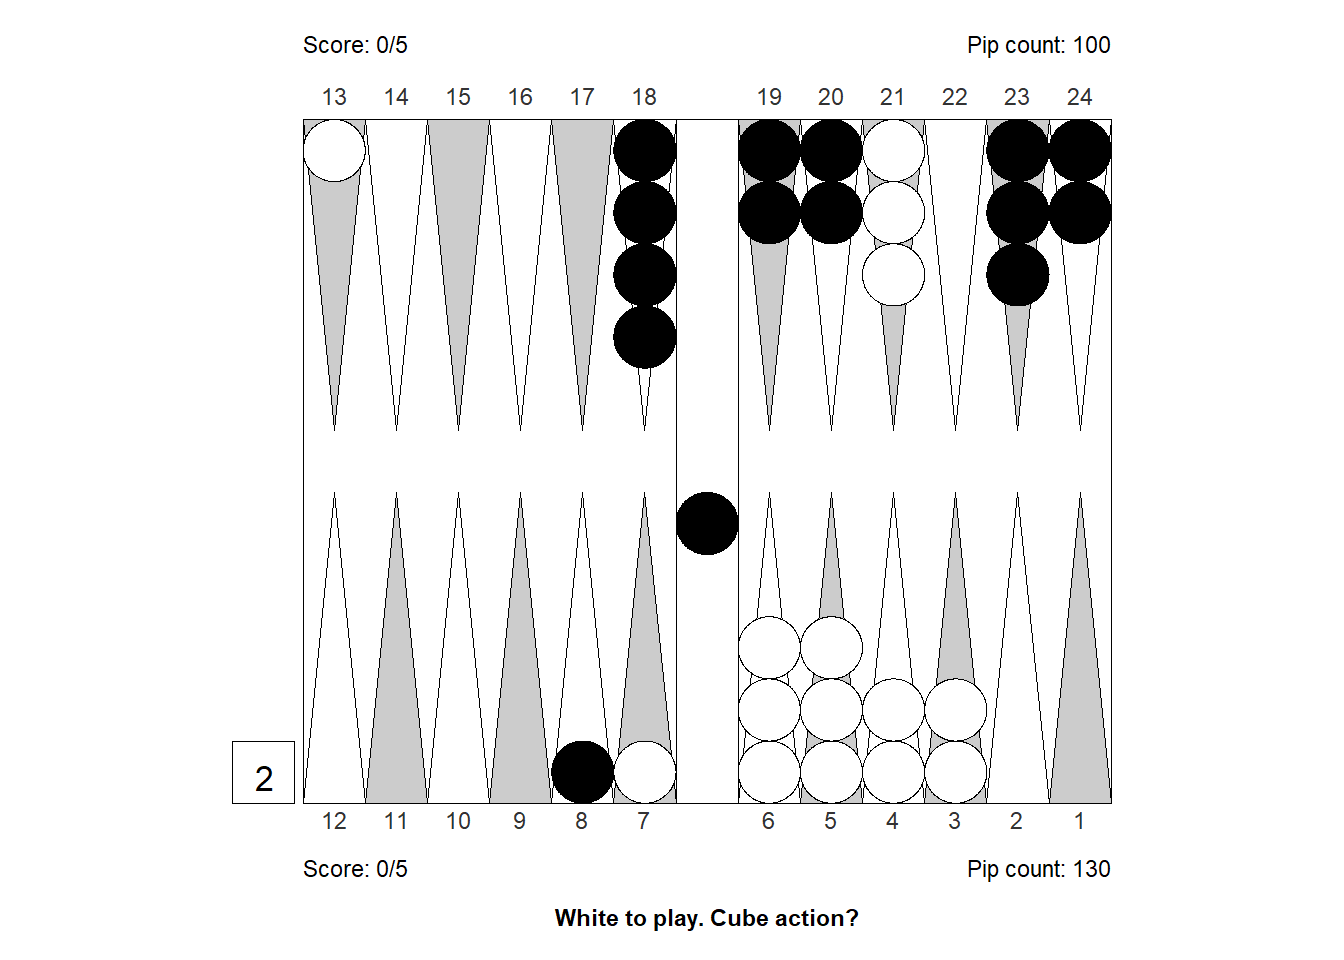 Score: 0/5 Pip count: 100
13 14 15 16 17 18 19 20 21 22 23 24
2
12 11 10 9 8 7 6 5 4 3 2 1
Score: 0/5 Pip count: 130
White to play. Cube action?